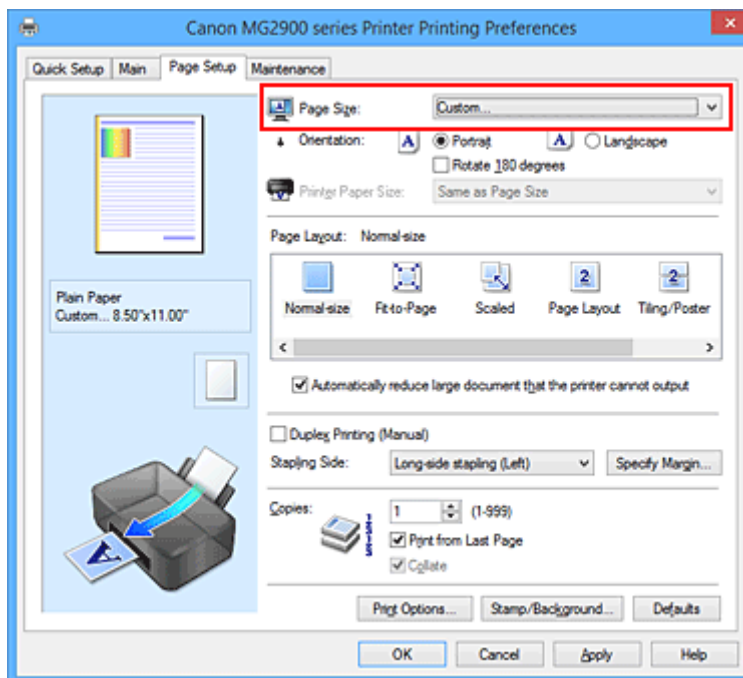 Canon MG2900 series Printer Printing Preferences
Quick Setup Main Page Setup Maintenance
Page Size: Custom...
Orientation: A Portrait A Landscape
Rotate 180 degrees
Printer Paper Size: Same as Page Size
Page Layout: Normal-size
2 2
Normal-size Fit-to-Page Scaled Page Layout Tiling/Poster
Plain Paper
Custom... 8.50"x11.00"
Automatically reduce large document that the printer cannot output
Duplex Printing (Manual)
Stapling Side: Long-side stapling (Left) Specify Margin...
Copies: 1 (1-999)
Print from Last Page
Collate
A
Print Options... Stamp/Background... Defaults
OK Cancel Apply Help